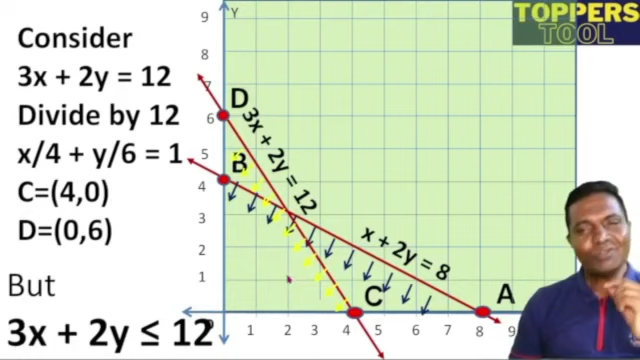 TOPPERS
TOOL
Consider
3x + 2y = 12
Divide by 12
x/4 + y/6 = 1
C=(4,0)
D=(0,6)
But
3x + 2y ≤ 12
Y
9
8
7
6
5
4
3
2
1
0
1
2
3
4
5
6
7
8
9
D
3x + 2y = 12
B
x + 2y = 8
C
A